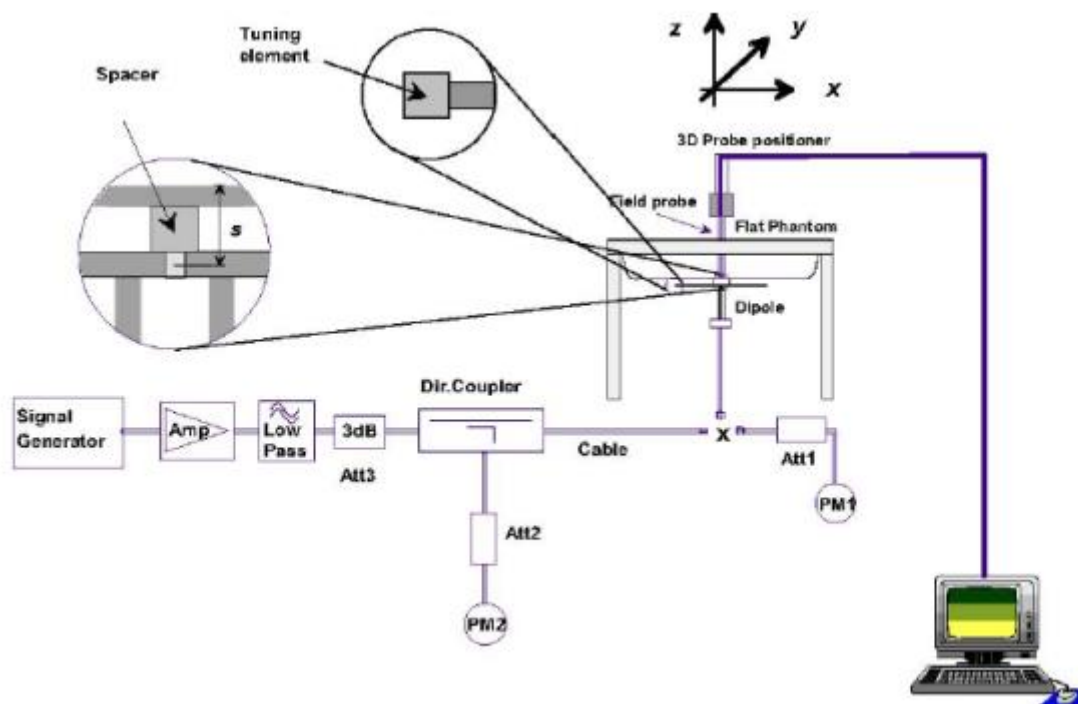 Tuning
element
Spacer
s
z
y
x
3D Probe positioner
Field probe
Flat Phantom
Dipole
Dir.Coupler
Signal
Generator
Amp
Low
Pass
3dB
Att3
Cable
x
Att1
PM1
Att2
PM2